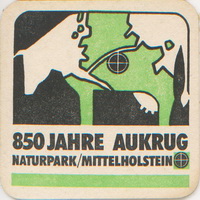 850 JAHRE AUKRUG
NATURPARK/MITTELHOLSTEIN